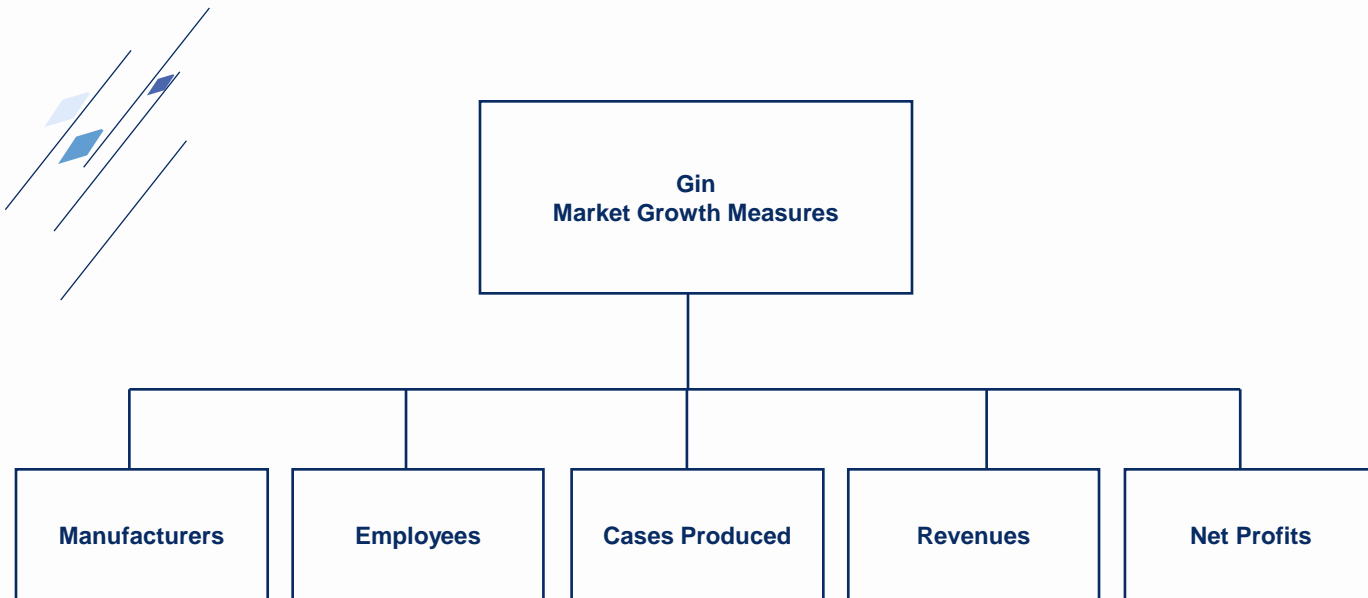 Gin
Market Growth Measures
Manufacturers
Employees
Cases Produced
Revenues
Net Profits